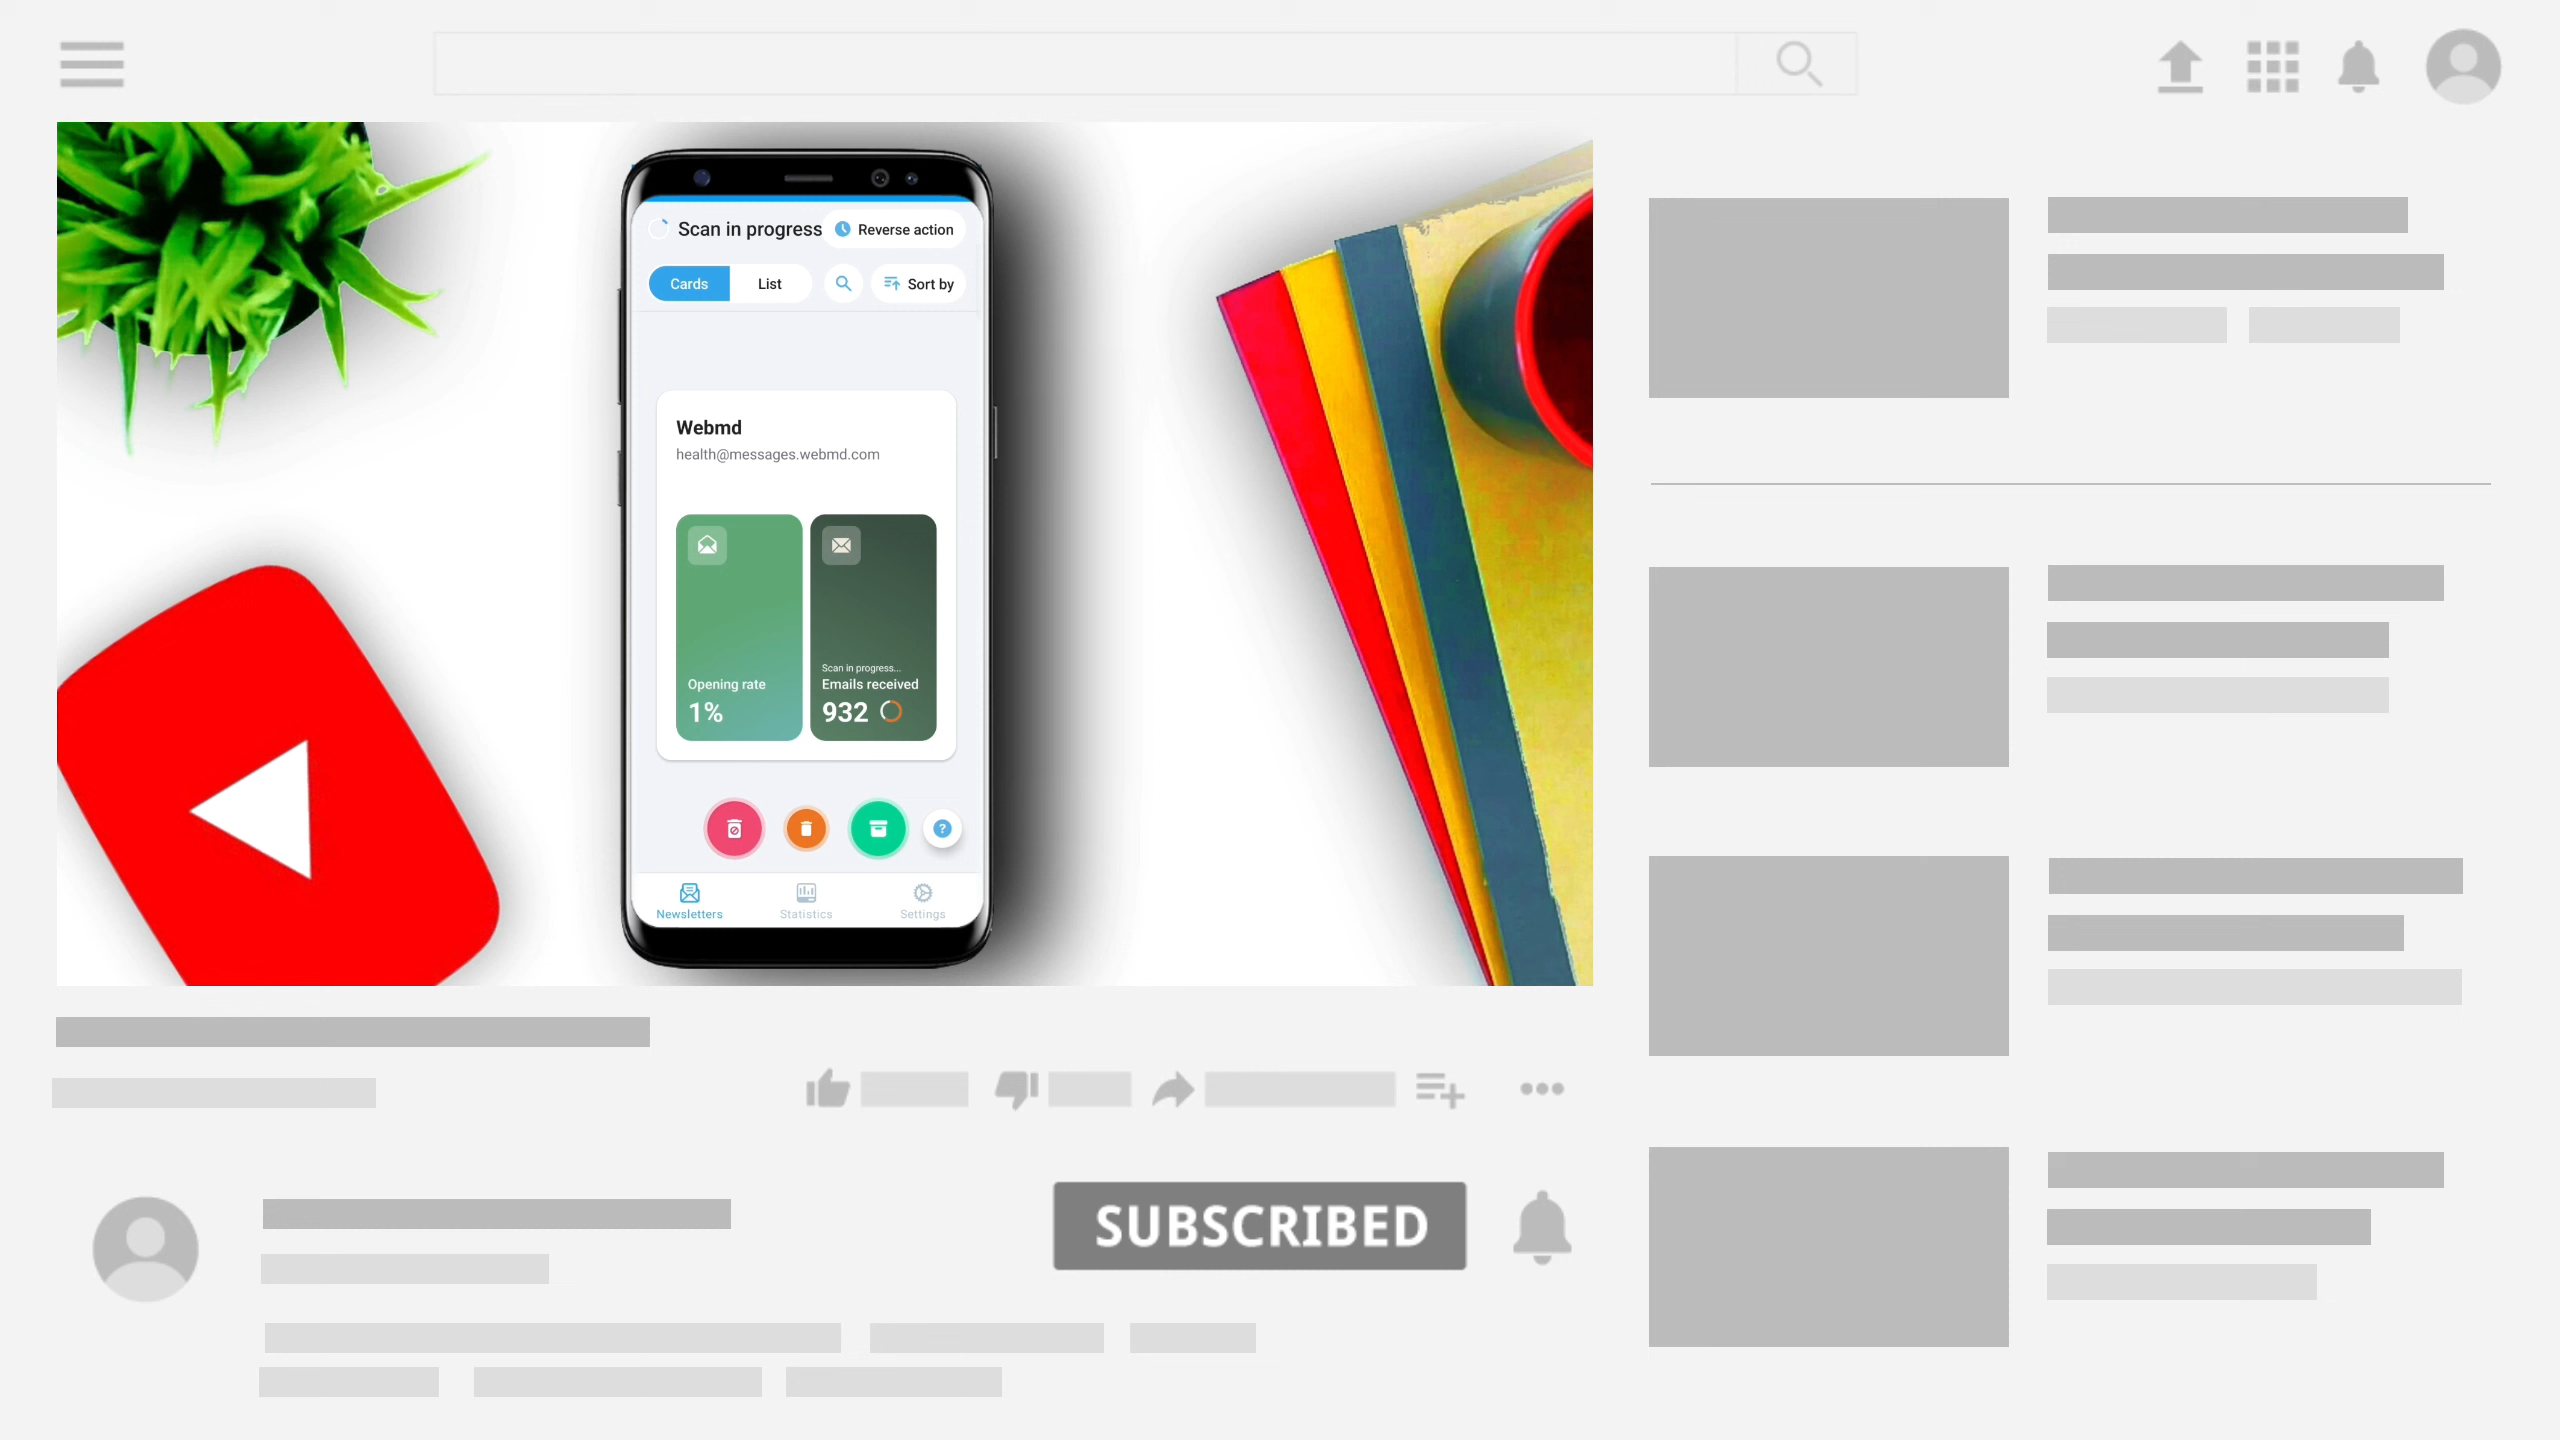 Scan in progress
Reverse action
Cards
List
Sort by
Webmd
health@messages.webmd.com
Opening rate
1%
Scan in progress...
Emails received
932
Newsletters
Statistics
Settings
SUBSCRIBED